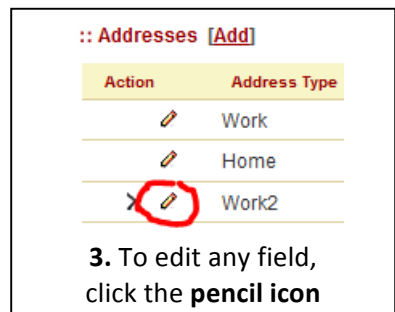 :: Addresses [Add]
Action Address Type
Work
Home
Work2
3. To edit any field,
click the pencil icon